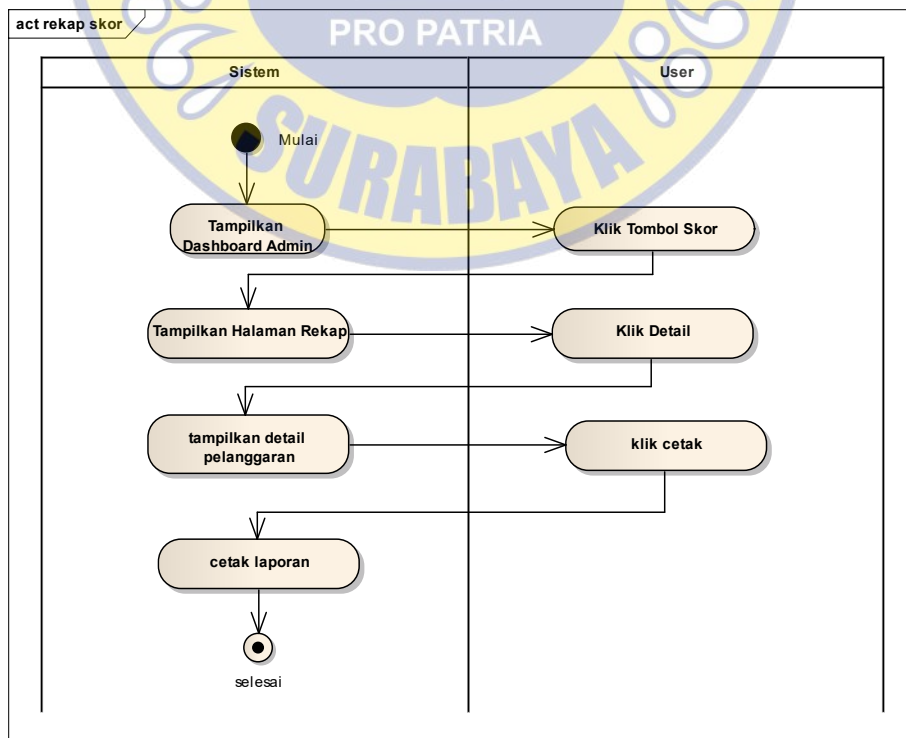 act rekap skor
PRO PATRIA
Sistem
User
Mulai
SURABAYA
Tampilkan
Dashboard Admin
Klik Tombol Skor
Tampilkan Halaman Rekap
Klik Detail
tampilkan detail
pelanggaran
klik cetak
cetak laporan
selesai